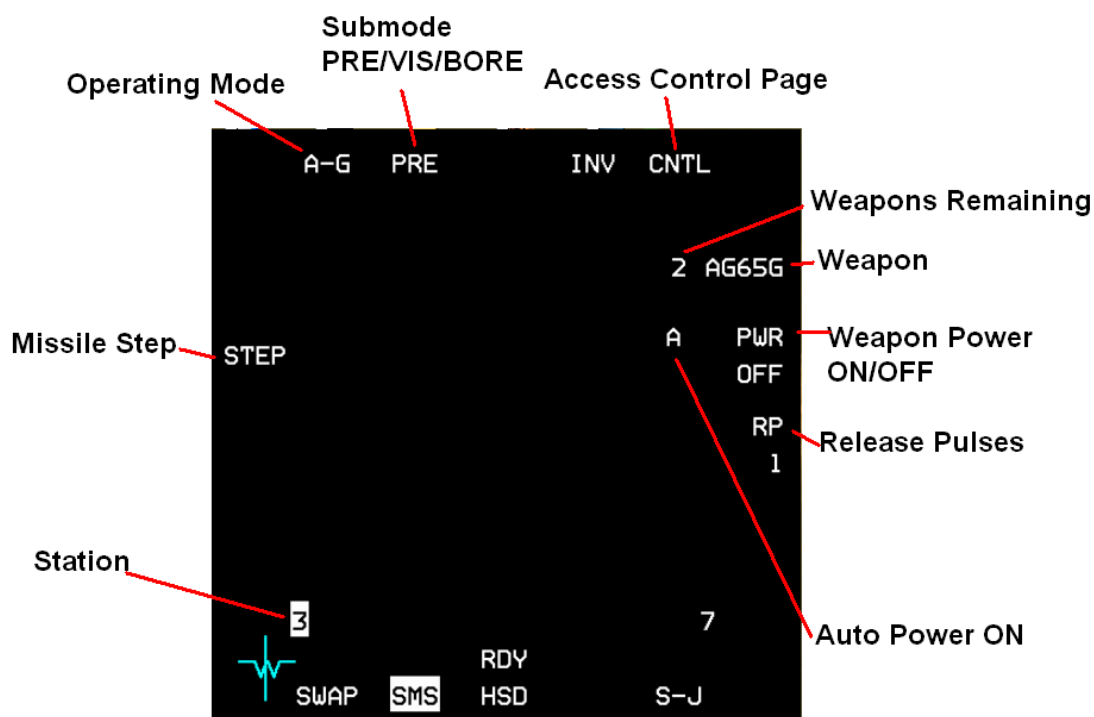 Submode
PRE/VIS/BORE
Operating Mode
Access Control Page
A-G PRE INV CNTL
Weapons Remaining
2 AG65G
Weapon
Missile Step
STEP
A PWR
OFF
Weapon Power
ON/OFF
RP
1
Release Pulses
Station
3
7
Auto Power ON
RDY
SWAP SMS HSD S-J